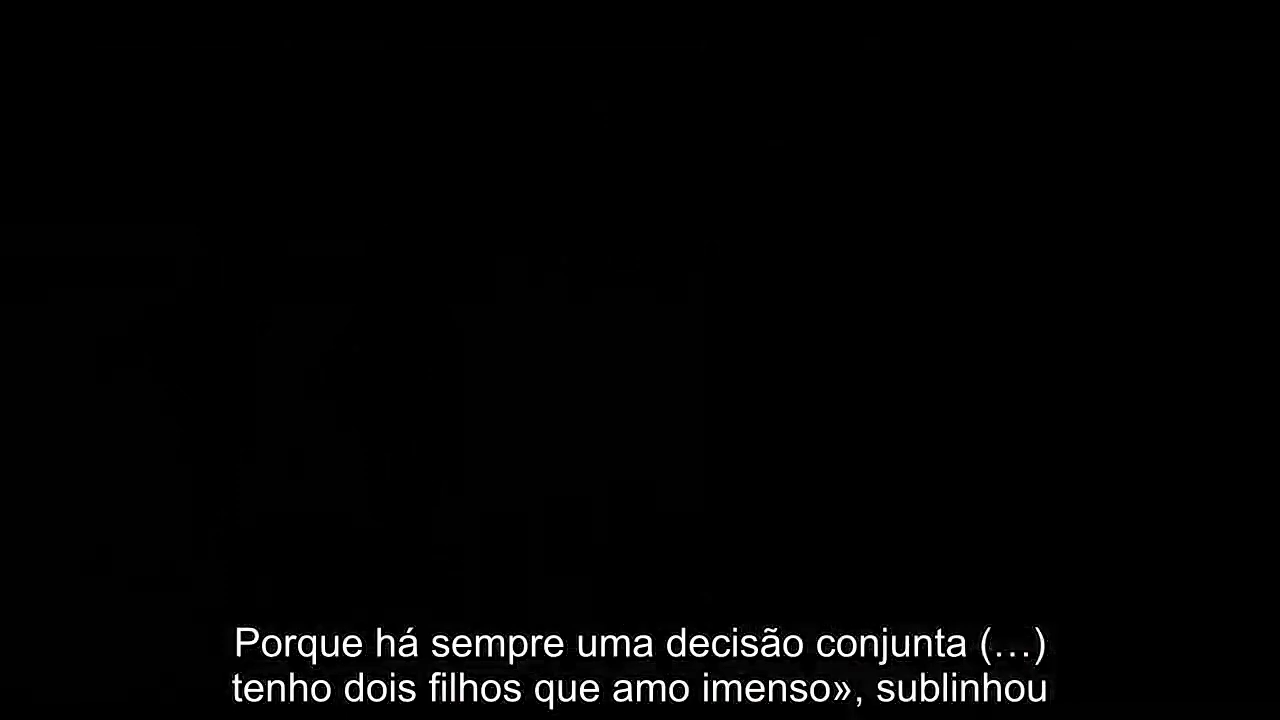 Porque há sempre uma decisão conjunta (…)
tenho dois filhos que amo imenso», sublinhou